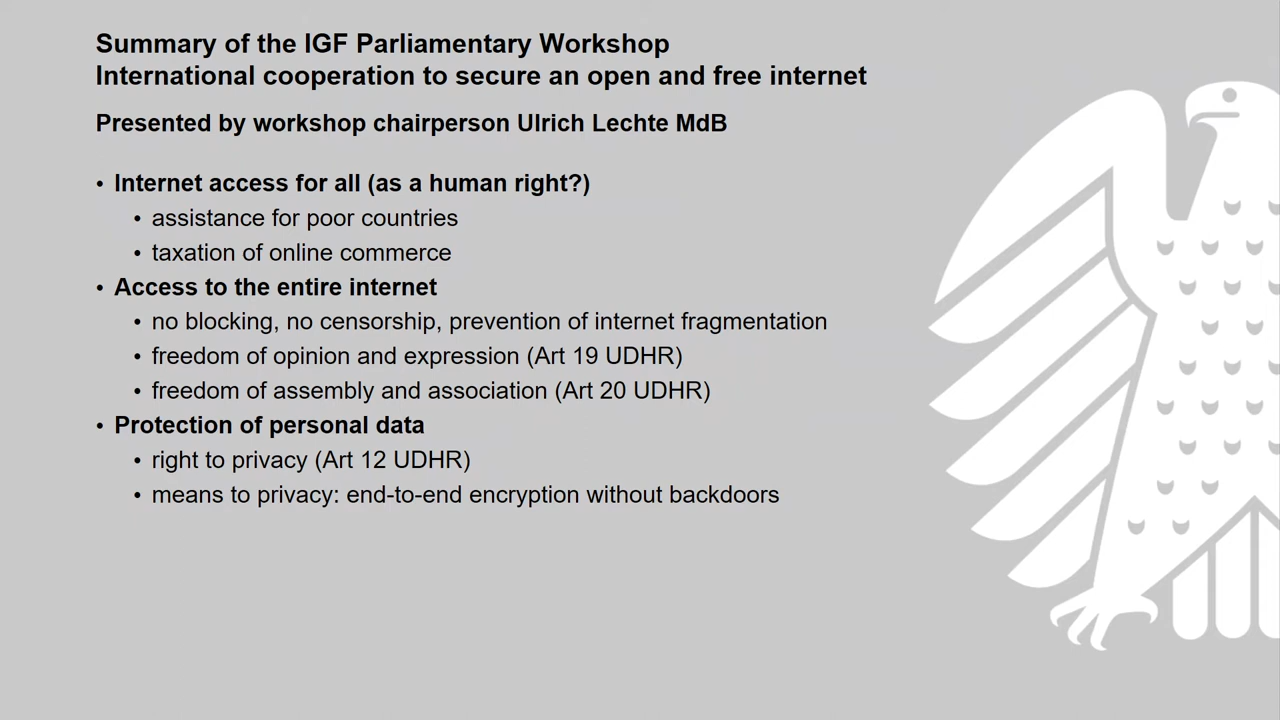 Summary of the IGF Parliamentary Workshop
International cooperation to secure an open and free internet
Presented by workshop chairperson Ulrich Lechte MdB
• Internet access for all (as a human right?)
• assistance for poor countries
• taxation of online commerce
• Access to the entire internet
• no blocking, no censorship, prevention of internet fragmentation
• freedom of opinion and expression (Art 19 UDHR)
• freedom of assembly and association (Art 20 UDHR)
• Protection of personal data
• right to privacy (Art 12 UDHR)
• means to privacy: end-to-end encryption without backdoors